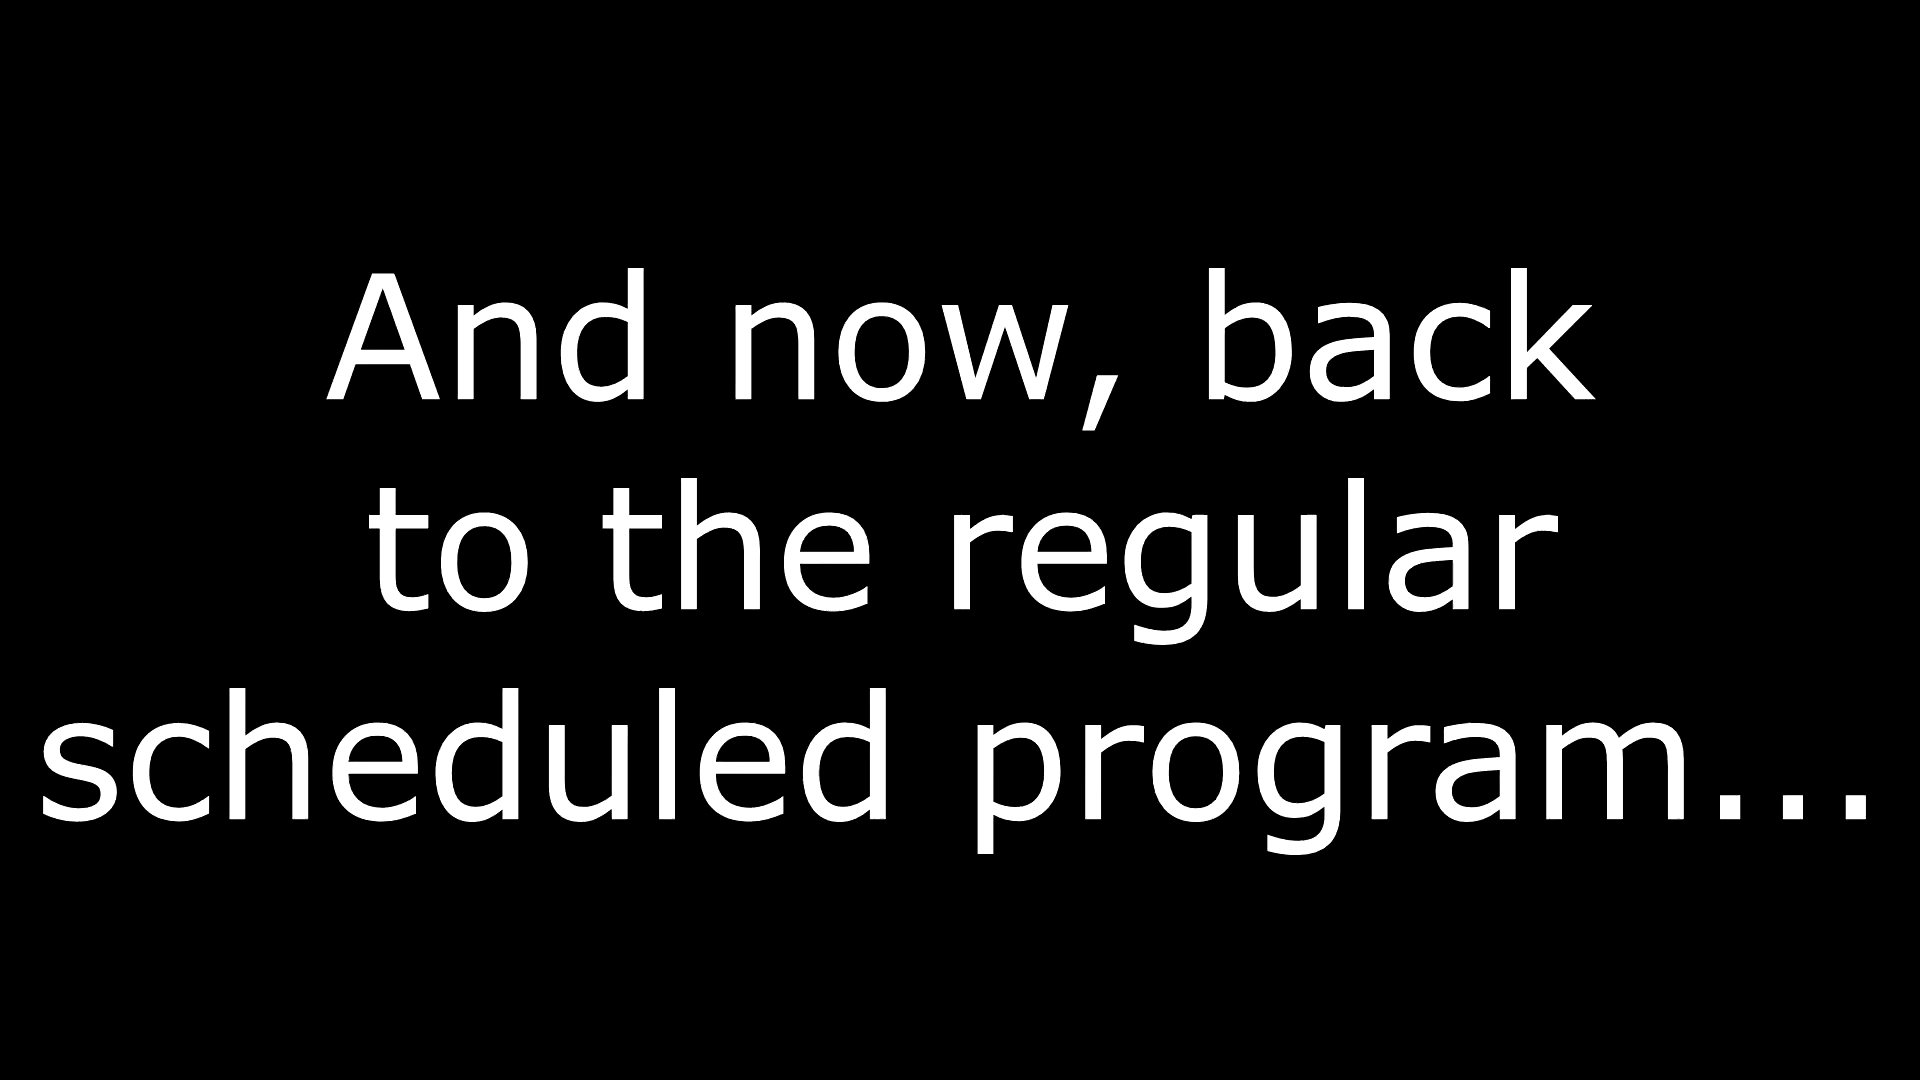 And now, back
to the regular
scheduled program...